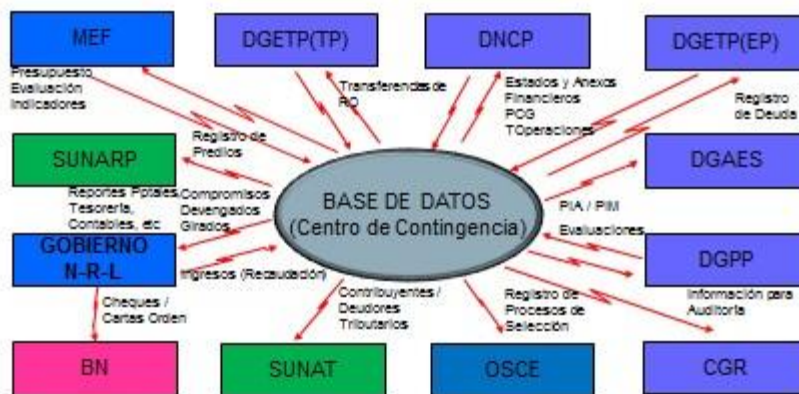 MEF
DGETP(TP)
DNCP
DGETP(EP)
Presupuesto
Evaluación
Indicadores
Transferencias de
RO
Estados y Anexos
Financieros
PCG
TOperaciones
Registro
de Deuda
Registro de
Predios
SUNARP
DGAES
BASE DE DATOS
(Centro de Contingencia)
Reportes Pptales,
Tesorería,
Contables, etc
Compromisos
Devengados
Girados
PIA / PIM
Evaluaciones
GOBIERNO
N-R-L
DGPP
Ingresos (Recaudación)
Cheques /
Cartas Orden
Contribuyentes /
Deudores
Tributarios
Registro de
Procesos de
Selección
Información para
Auditoría
BN
SUNAT
OSCE
CGR